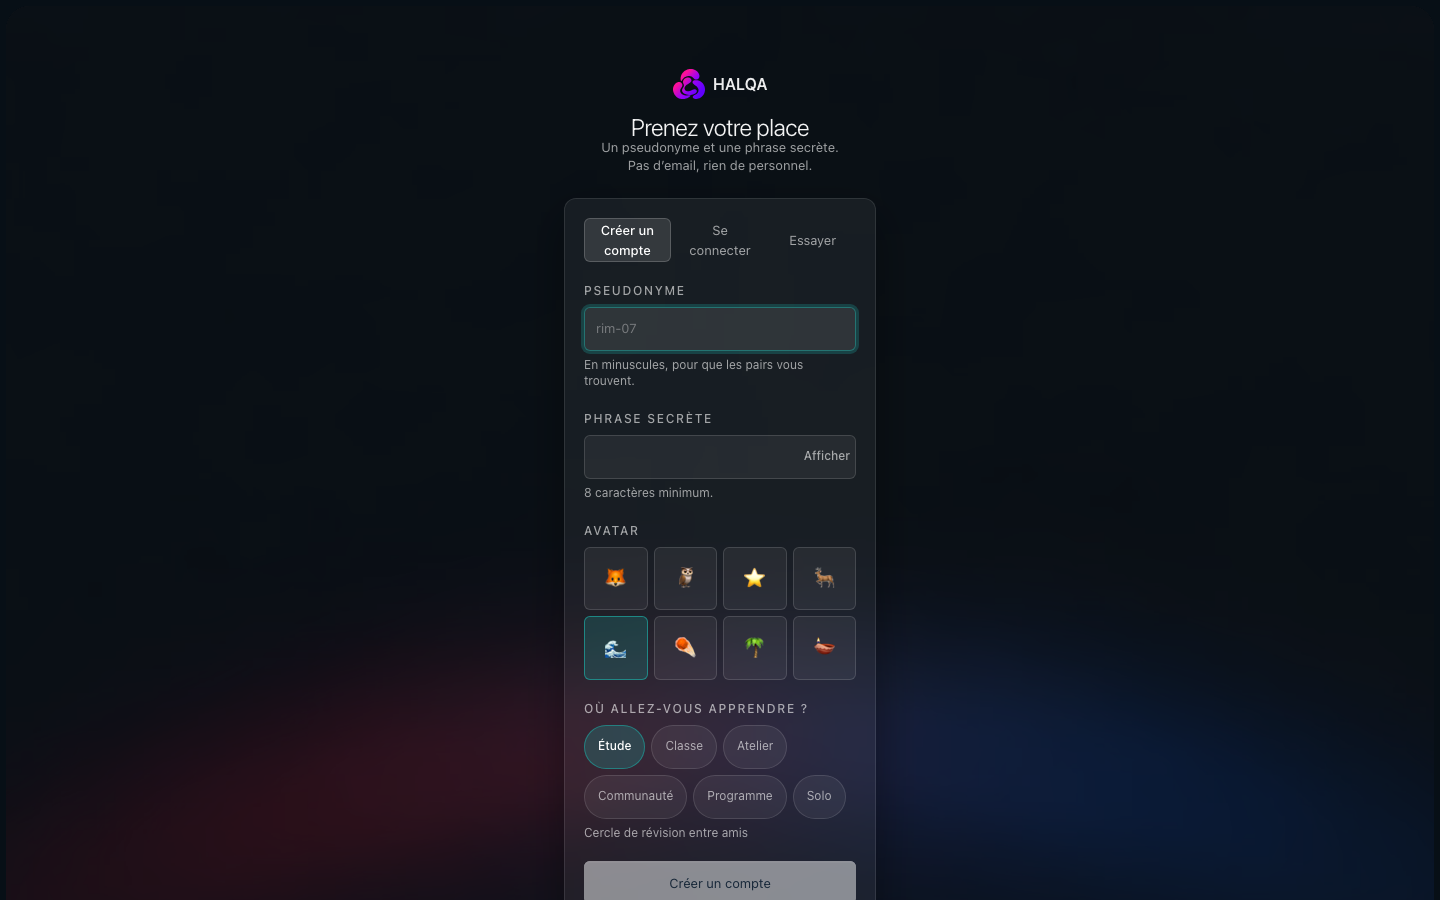 HALQA
Prenez votre place
Un pseudonyme et une phrase secrète.
Pas d’email, rien de personnel.
Créer un
compte
Se
connecter
Essayer
PSEUDONYME
rim-07
En minuscules, pour que les pairs vous
trouvent.
PHRASE SECRÈTE
Afficher
8 caractères minimum.
AVATAR
OÙ ALLEZ-VOUS APPRENDRE ?
Étude
Classe
Atelier
Communauté
Programme
Solo
Cercle de révision entre amis
Créer un compte